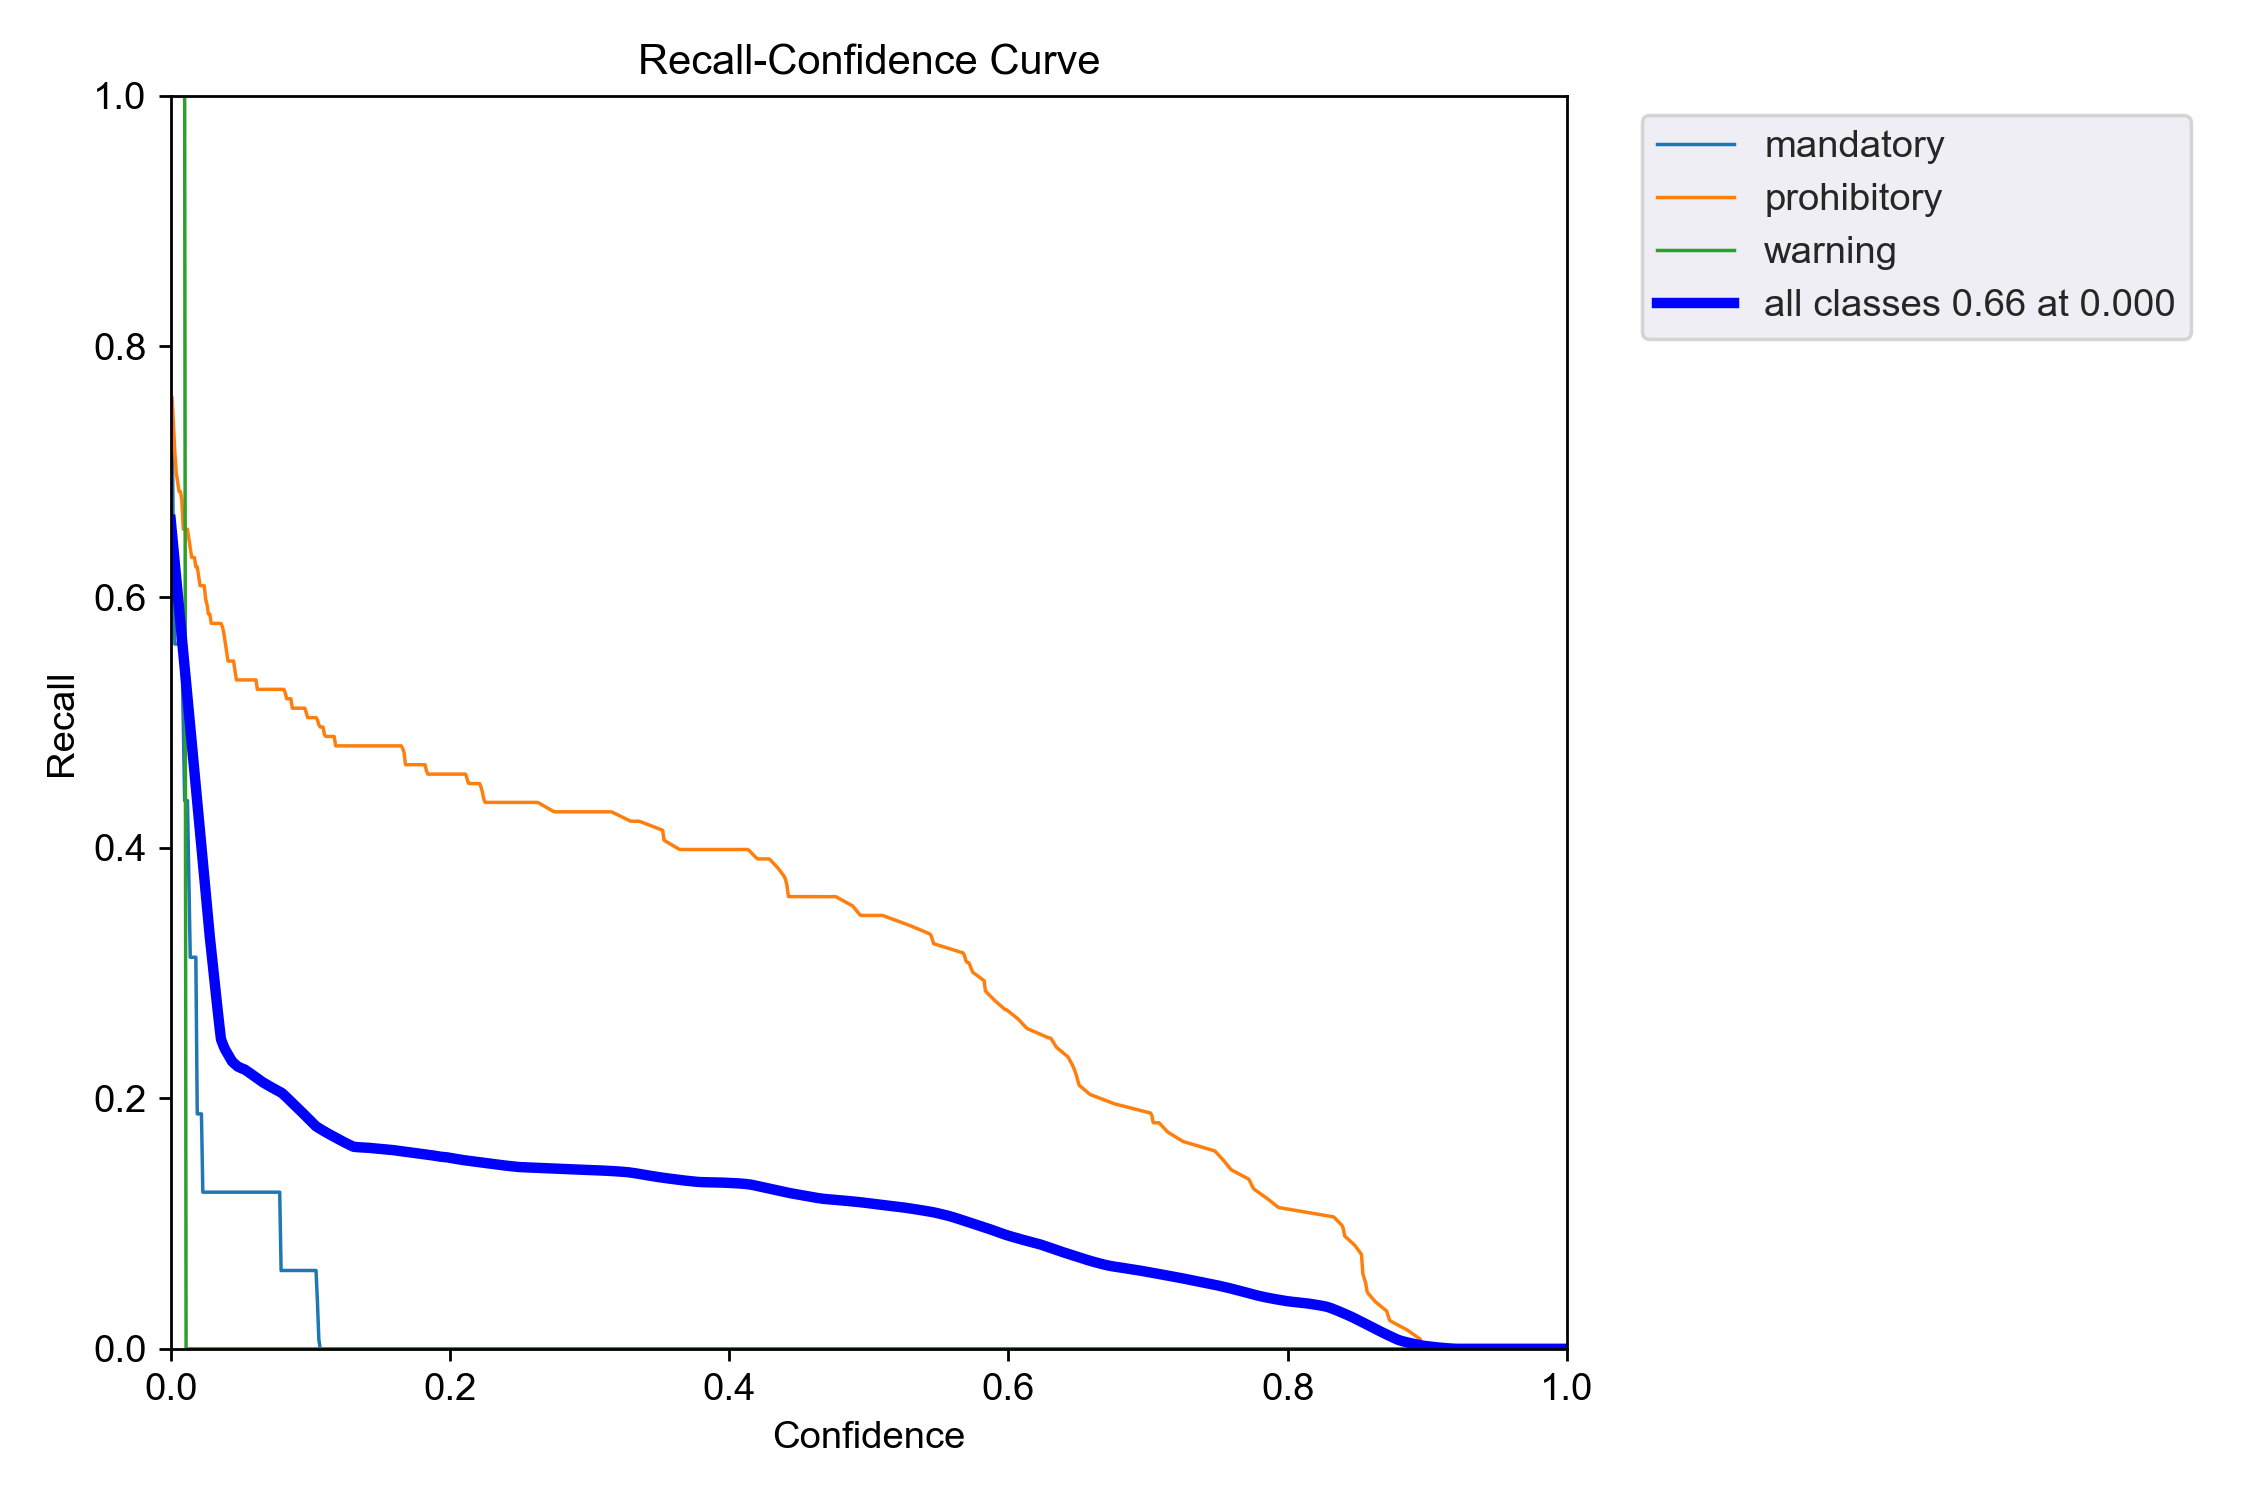 Recall-Confidence Curve
1.0
0.8
0.6
0.4
0.2
0.0
Recall
0.0 0.2 0.4 0.6 0.8 1.0
Confidence
mandatory
prohibitory
warning
all classes 0.66 at 0.000